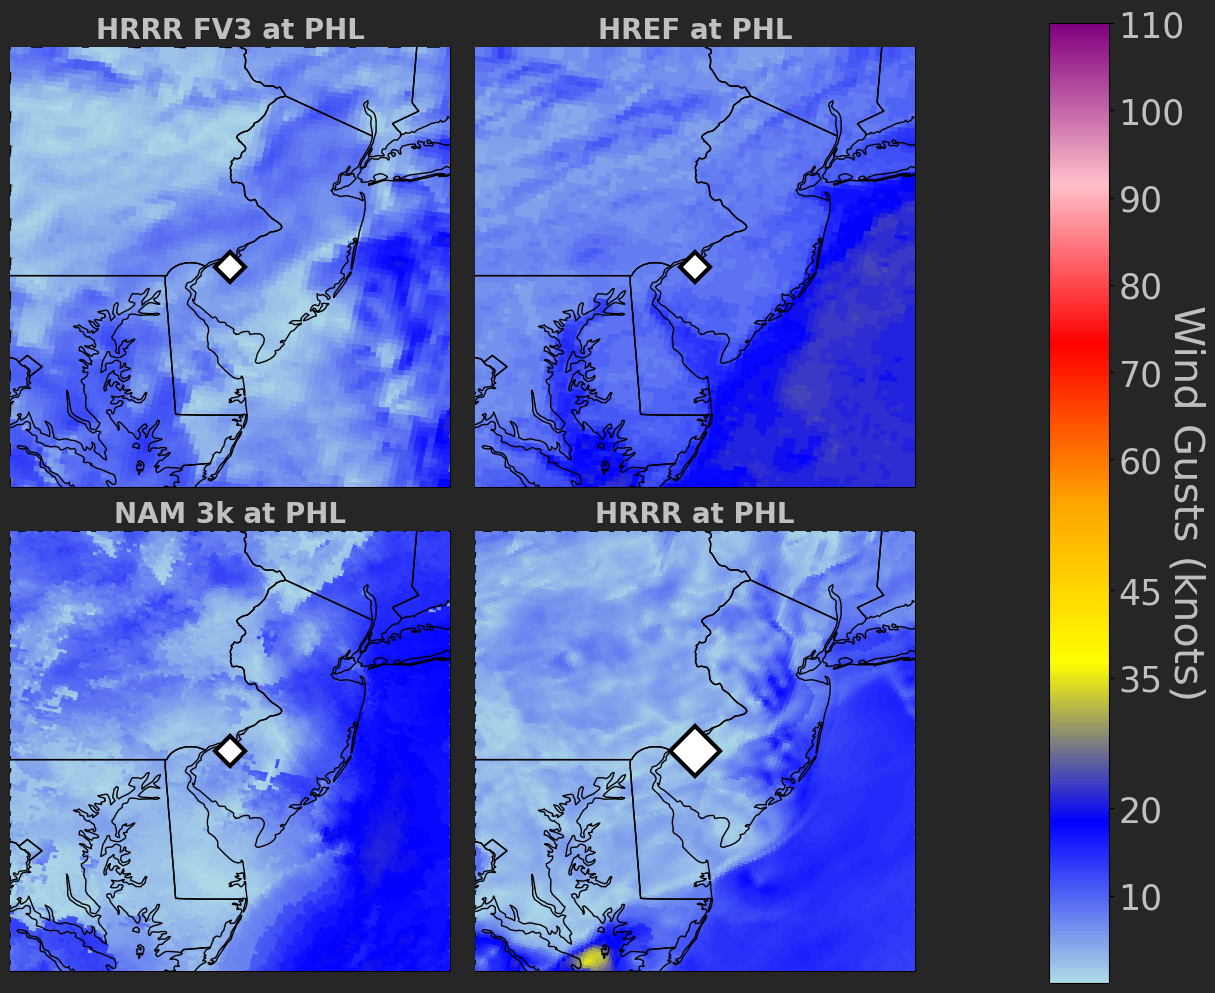 HRRR FV3 at PHL
HREF at PHL
NAM 3k at PHL
HRRR at PHL
110
100
90
80
70
60
45
35
20
10
Wind Gusts (knots)